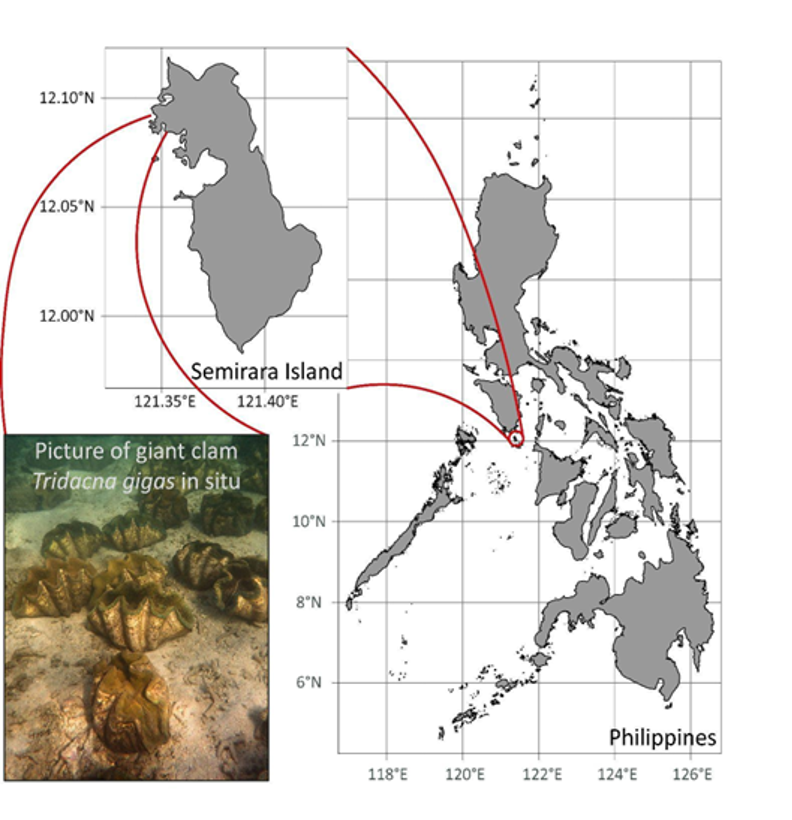 12.10°N
12.05°N
12.00°N
Semirara Island
121.35°E 121.40°E
Picture of giant clam
Tridacna gigas in situ
12°N
10°N
8°N
6°N
Philippines
118°E 120°E 122°E 124°E 126°E